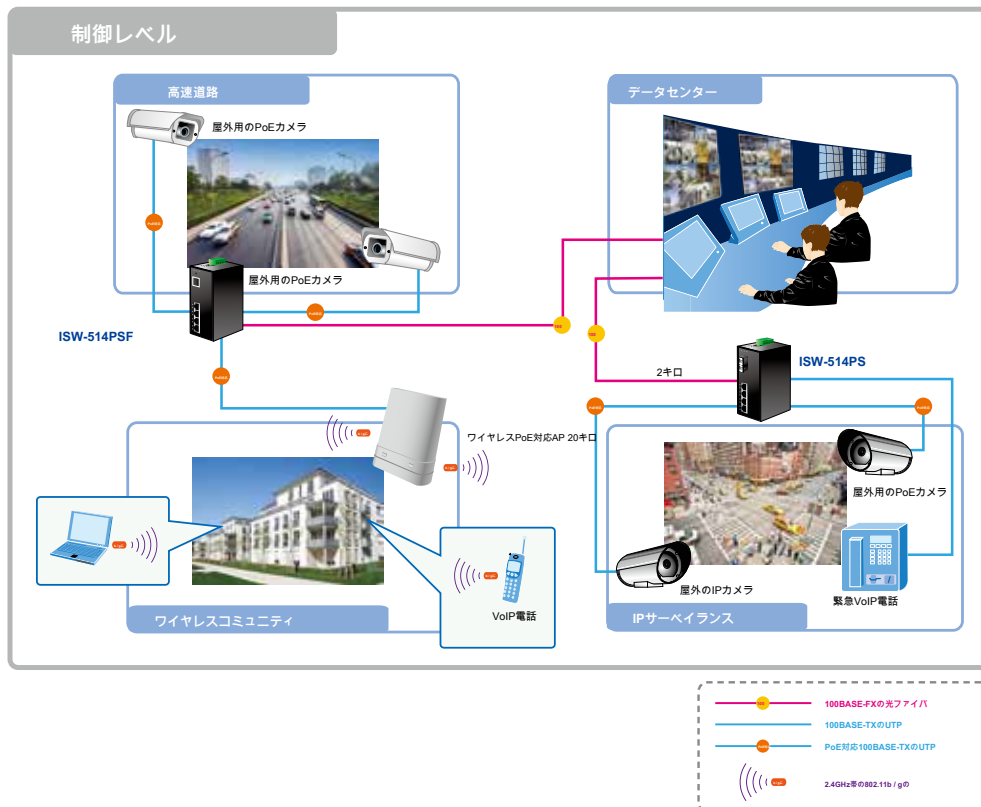 制御レベル
高速道路
屋外用のPoEカメラ
屋外用のPoEカメラ
ISW-514PSF
データセンター
100
100
2キロ
ISW-514PS
ワイヤレスPoE対応AP 20キロ
VoIP電話
ワイヤレスコミュニティ
屋外用のPoEカメラ
屋外のIPカメラ
緊急VoIP電話
IPサーベイランス
100
100BASE-FXの光ファイバ
100BASE-TXのUTP
PoE対応100BASE-TXのUTP
2.4GHz帯の802.11b / gの